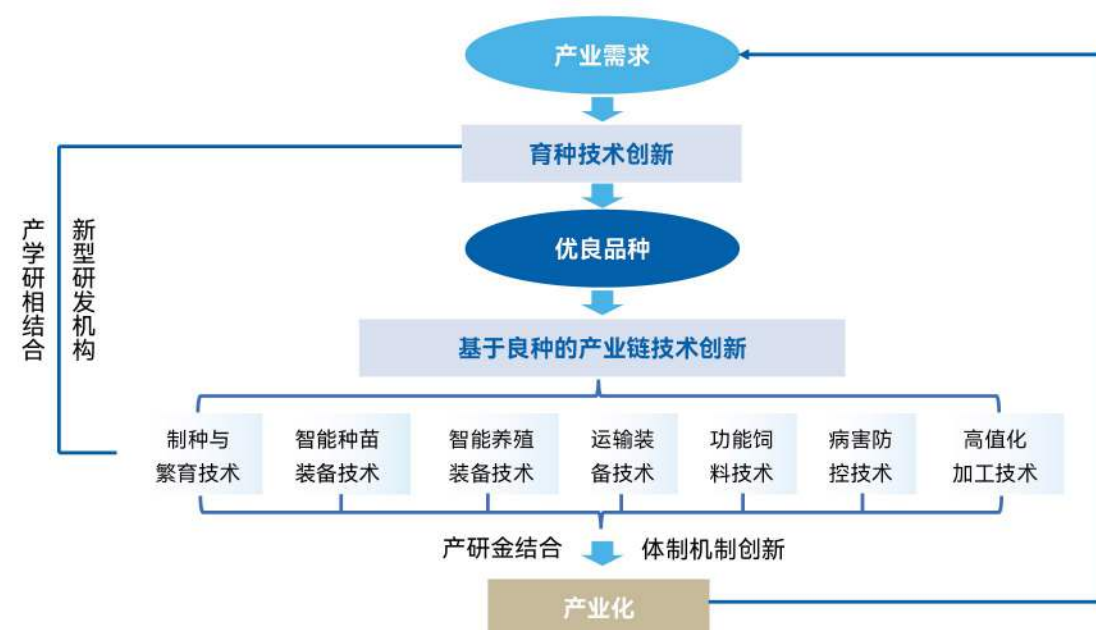 产业需求
育种技术创新
优良品种
基于良种的产业链技术创新
产学研相结合
新型研发机构
制种与
繁育技术
智能种苗
装备技术
智能养殖
装备技术
运输装
备技术
功能饲
料技术
病害防
控技术
高值化
加工技术
产研金结合
体制机制创新
产业化